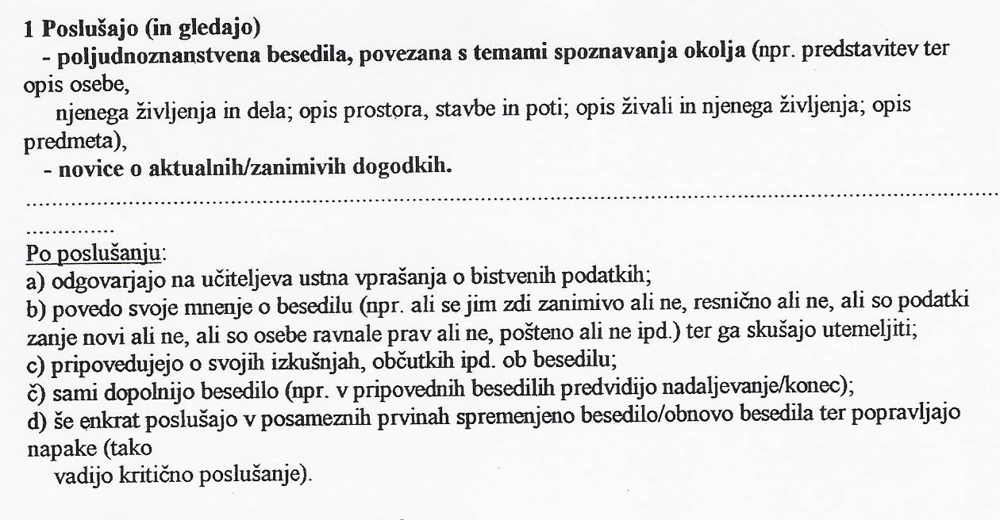 1 Poslušajo (in gledajo)
- poljudnoznanstvena besedila, povezana s temami spoznavanja okolja (npr. predstavitev ter
opis osebe,
njenega življenja in dela; opis prostora, stavbe in poti; opis živali in njenega življenja; opis
predmeta),
- novice o aktualnih/zanimivih dogodkih.
................................................................................................................................................
..............
Po poslušanju:
a) odgovarjajo na učiteljeva ustna vprašanja o bistvenih podatkih;
b) povedo svoje mnenje o besedilu (npr. ali se jim zdi zanimivo ali ne, resnično ali ne, ali so podatki
zanje novi ali ne, ali so osebe ravnale prav ali ne, pošteno ali ne ipd.) ter ga skušajo utemeljiti;
c) pripovedujejo o svojih izkušnjah, občutkih ipd. ob besedilu;
č) sami dopolnijo besedilo (npr. v pripovednih besedilih predvidijo nadaljevanje/konec);
d) še enkrat poslušajo v posameznih prvinah spremenjeno besedilo/obnovo besedila ter popravljajo
napake (tako
vadijo kritično poslušanje).